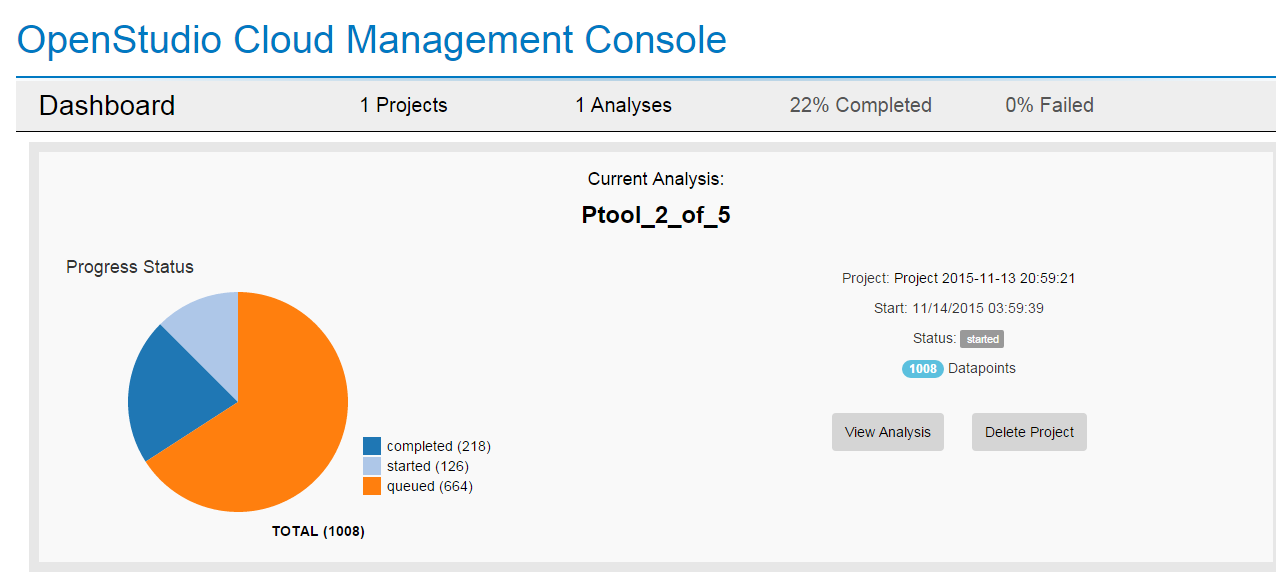 OpenStudio Cloud Management Console
Dashboard 1 Projects 1 Analyses 22% Completed 0% Failed
Current Analysis:
Ptool_2_of_5
Progress Status
completed (218)
started (126)
queued (664)
TOTAL (1008)
Project: Project 2015-11-13 20:59:21
Start: 11/14/2015 03:59:39
Status: started
1008 Datapoints
View Analysis Delete Project